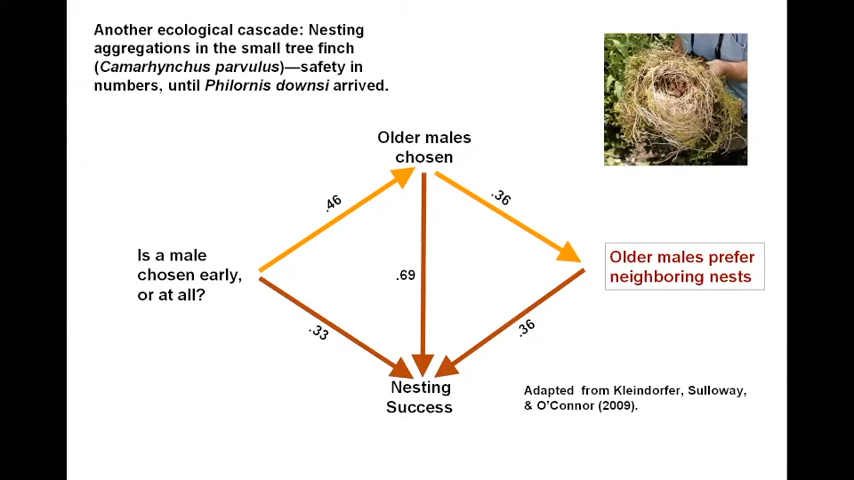 Another ecological cascade: Nesting
aggregations in the small tree finch
(Camarhynchus parvulus)—safety in
numbers, until Philornis downsi arrived.
Older males
chosen
.46
.36
Is a male
chosen early,
or at all?
.69
Older males prefer
neighboring nests
.33
.36
Nesting
Success
Adapted from Kleindorfer, Sulloway,
& O'Connor (2009).